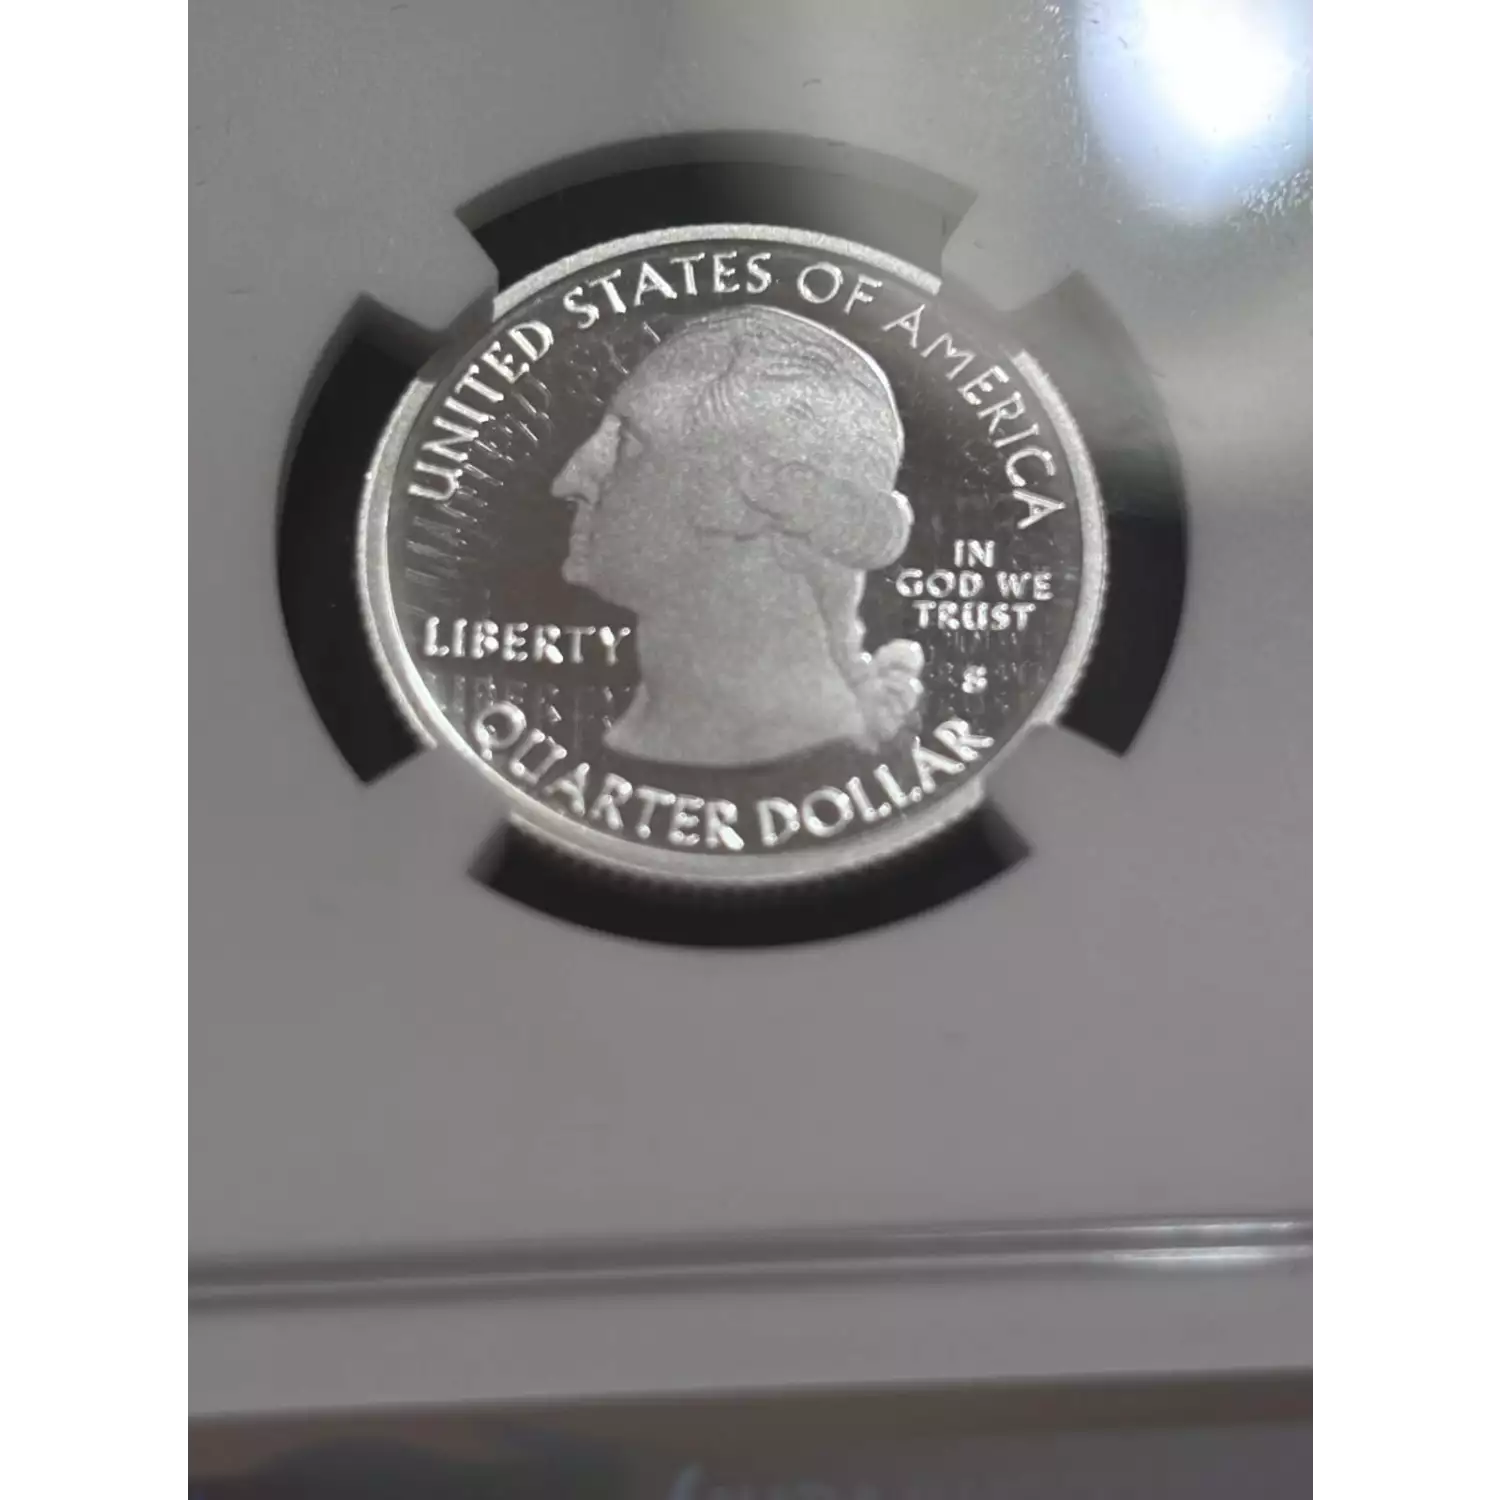 UNITED STATES OF AMERICA
IN
GOD WE
TRUST
LIBERTY
S
QUARTER DOLLAR